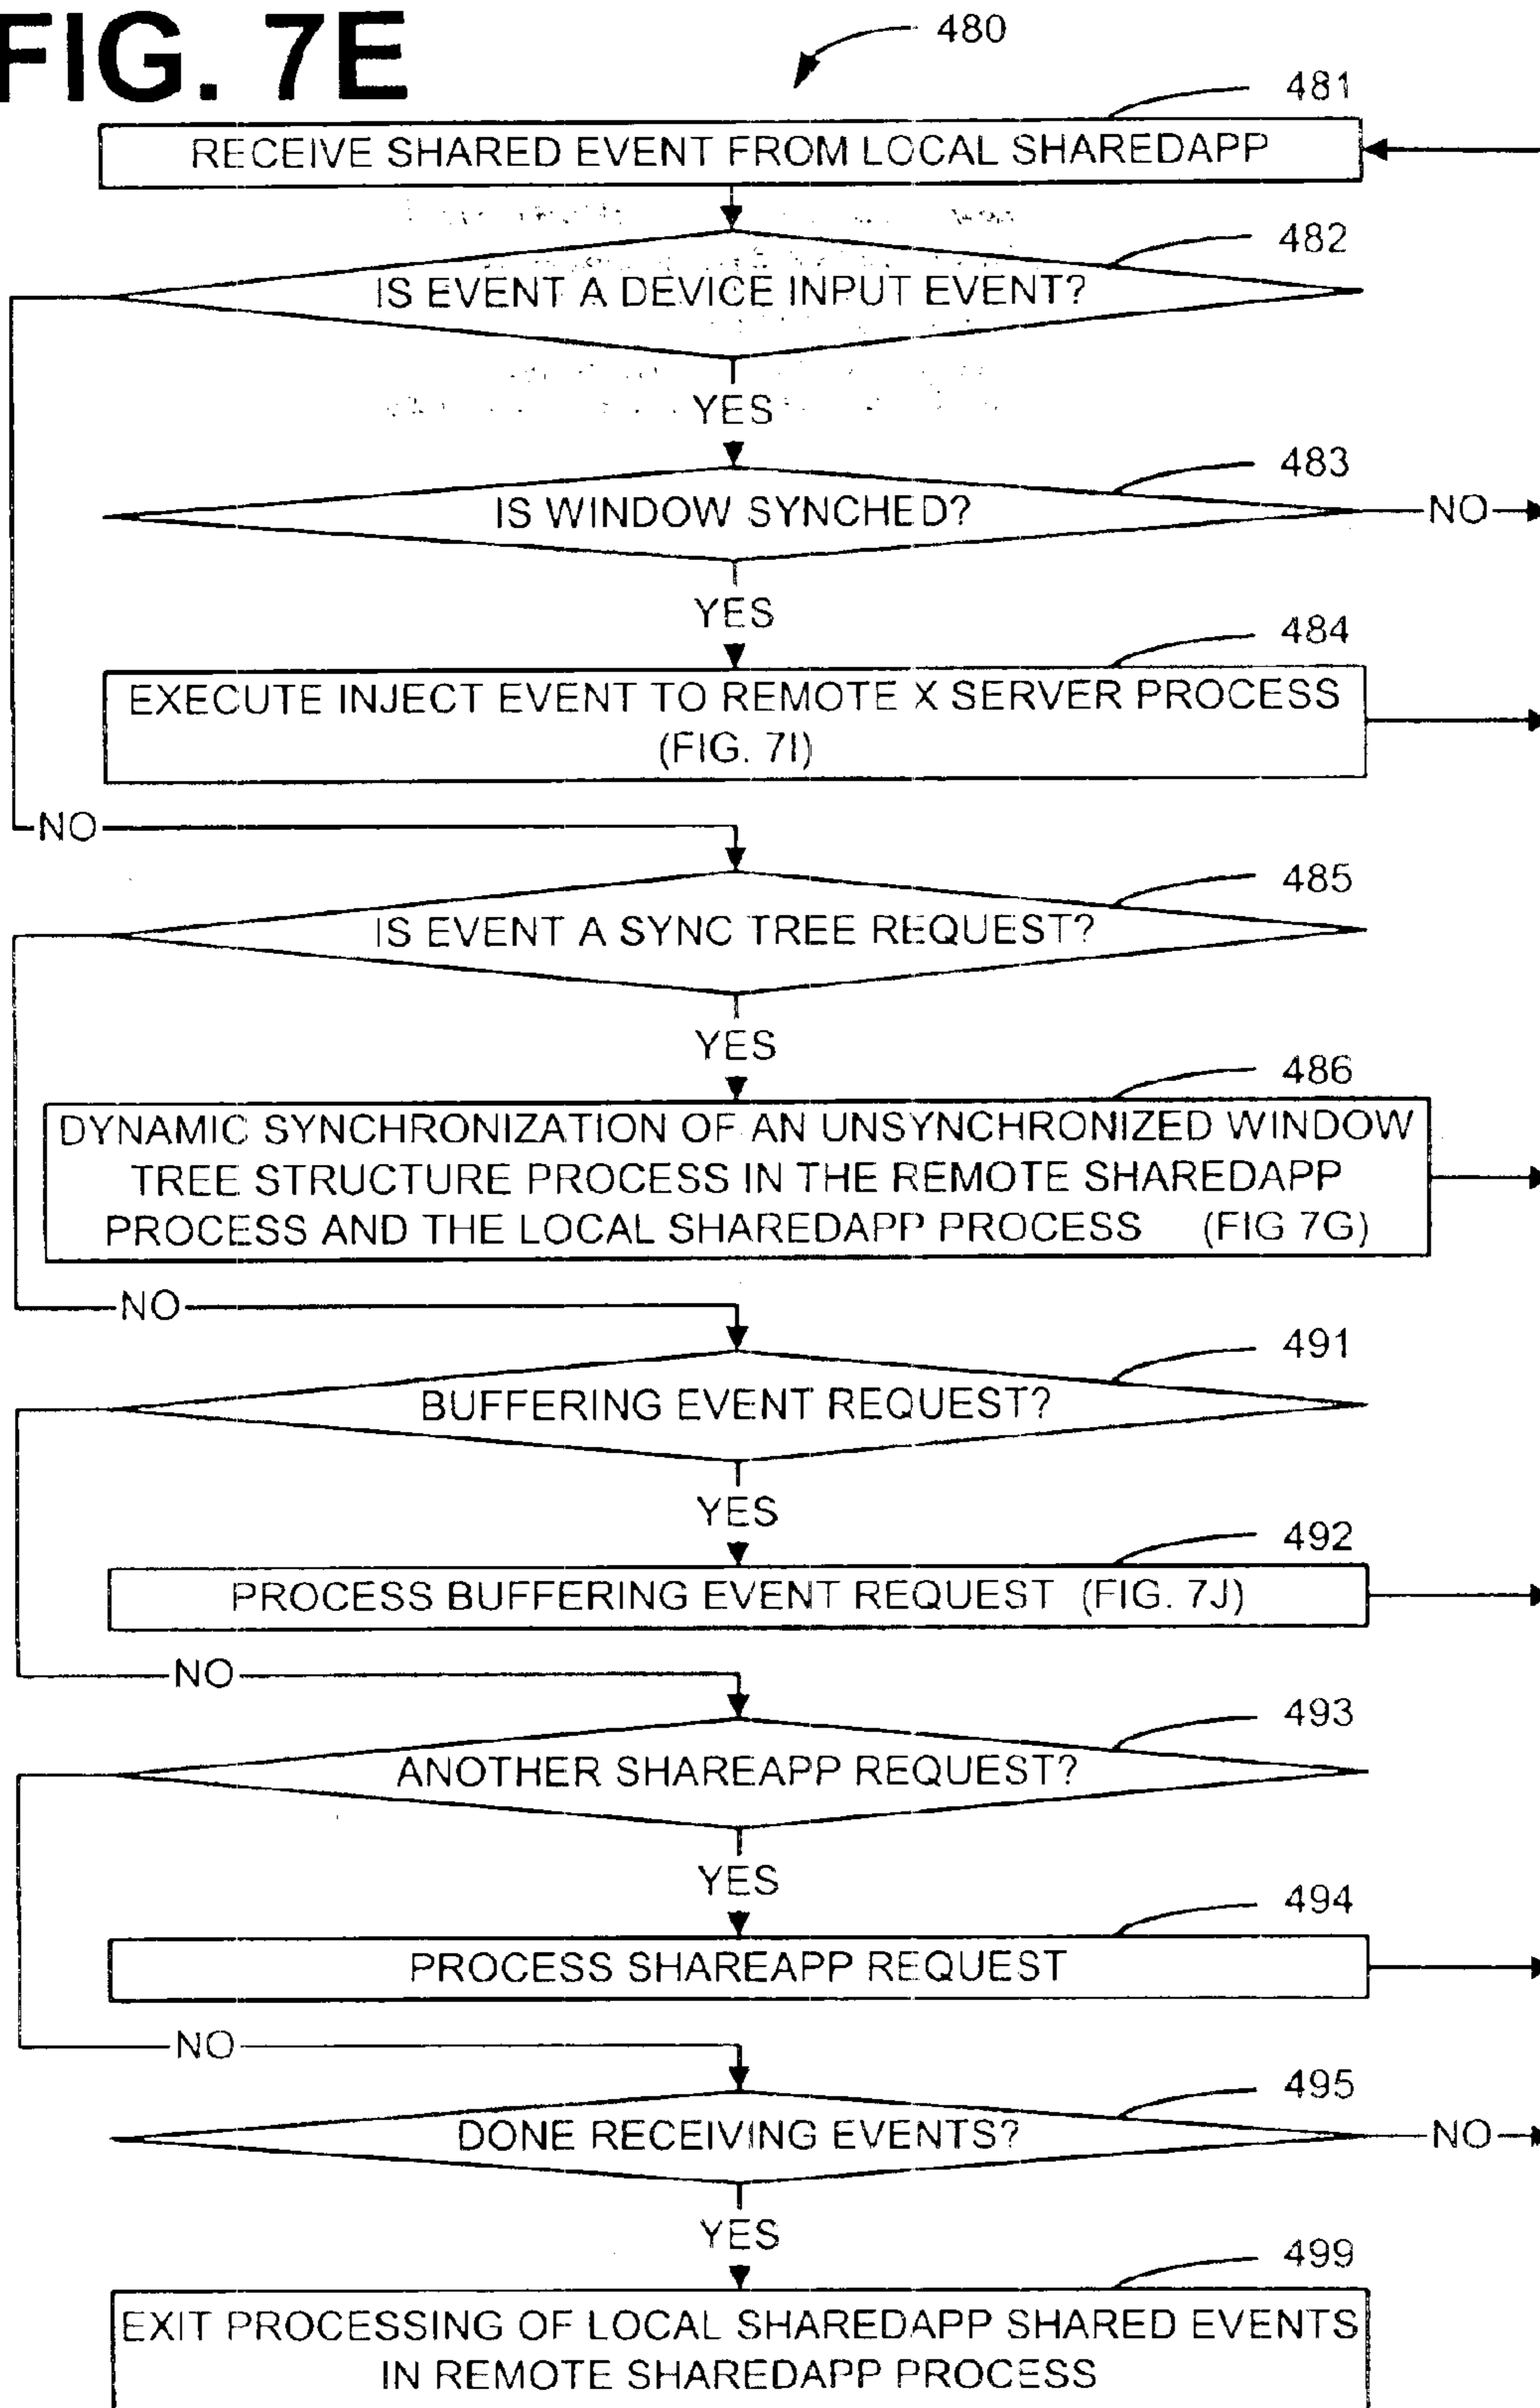 FIG. 7E
480
481
RECEIVE SHARED EVENT FROM LOCAL SHAREDAPP
482
IS EVENT A DEVICE INPUT EVENT?
YES
483
IS WINDOW SYNCHED?
NO
YES
484
EXECUTE INJECT EVENT TO REMOTE X SERVER PROCESS
(FIG. 7I)
NO
485
IS EVENT A SYNC TREE REQUEST?
YES
486
DYNAMIC SYNCHRONIZATION OF AN UNSYNCHRONIZED WINDOW
TREE STRUCTURE PROCESS IN THE REMOTE SHAREDAPP
PROCESS AND THE LOCAL SHAREDAPP PROCESS (FIG 7G)
NO
491
BUFFERING EVENT REQUEST?
YES
492
PROCESS BUFFERING EVENT REQUEST (FIG. 7J)
NO
493
ANOTHER SHAREAPP REQUEST?
YES
494
PROCESS SHAREAPP REQUEST
NO
495
DONE RECEIVING EVENTS?
NO
YES
499
EXIT PROCESSING OF LOCAL SHAREDAPP SHARED EVENTS
IN REMOTE SHAREDAPP PROCESS